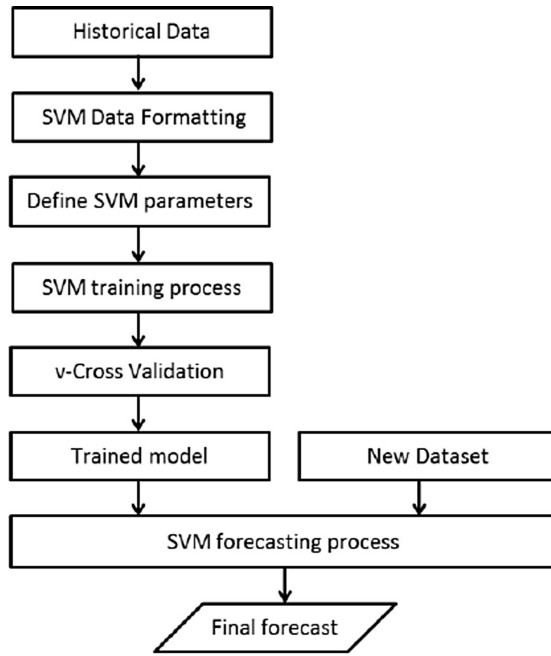 Historical Data
SVM Data Formatting
Define SVM parameters
SVM training process
v-Cross Validation
Trained model
New Dataset
SVM forecasting process
Final forecast